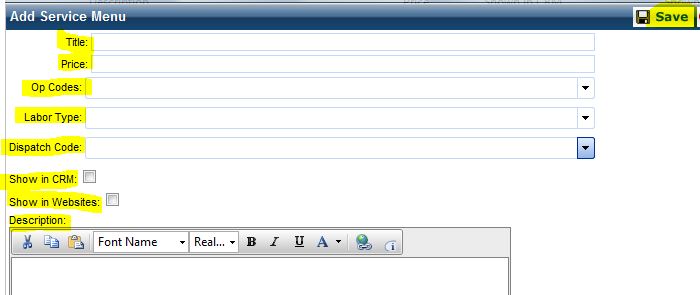 Add Service Menu
Save
Title:
Price:
Op Codes:
Labor Type:
Dispatch Code:
Show in CRM:
Show in Websites:
Description:
Font Name Real... B I U A